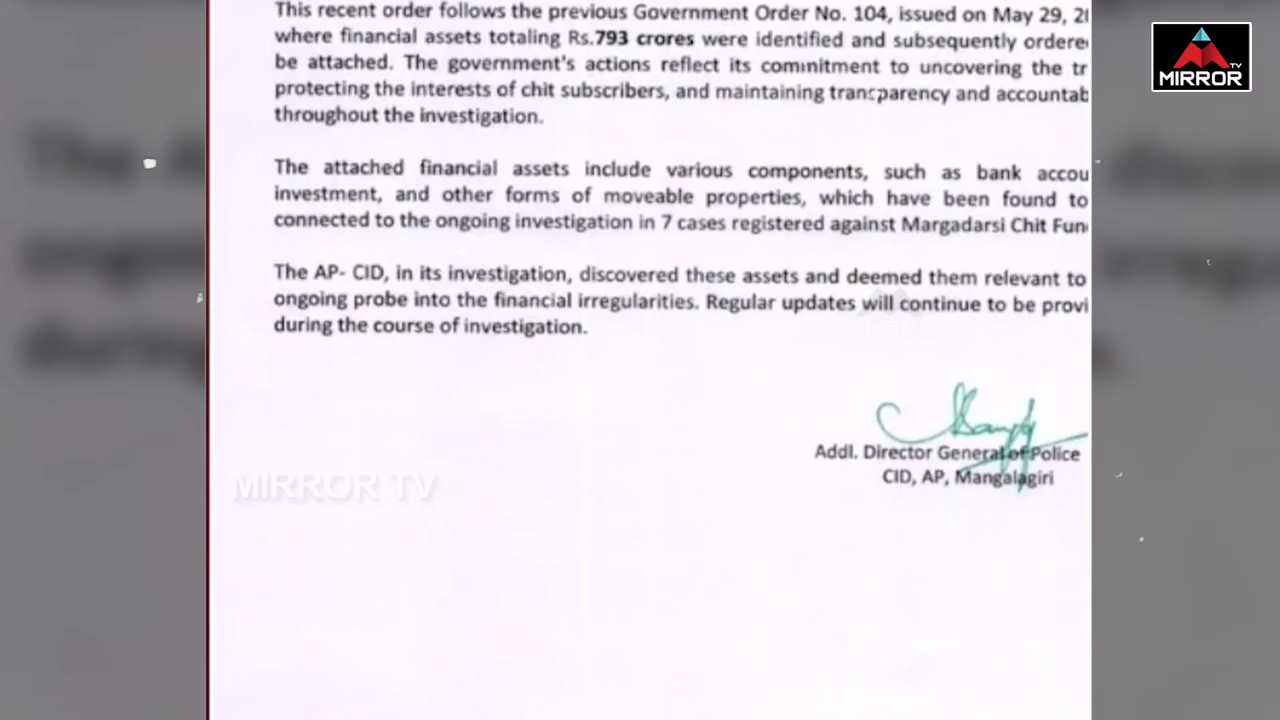 This recent order follows the previous Government Order No. 104, issued on May 29,
where financial assets totaling Rs.793 crores were identified and subsequently
be attached. The government's actions reflect its commitment to uncovering the
protecting the interests of chit subscribers, and maintaining transparency and
throughout the investigation.
The attached financial assets include various components, such as bank
investment, and other forms of moveable properties, which have been found to
connected to the ongoing investigation in 7 cases registered against Margadarsi Chit
The AP- CID, in its investigation, discovered these assets and deemed them relevant to
ongoing probe into the financial irregularities. Regular updates will continue to be
during the course of investigation.
Addl. Director General of Police
CID, AP, Mangalagiri
MIRROR TV
TV
MIRROR